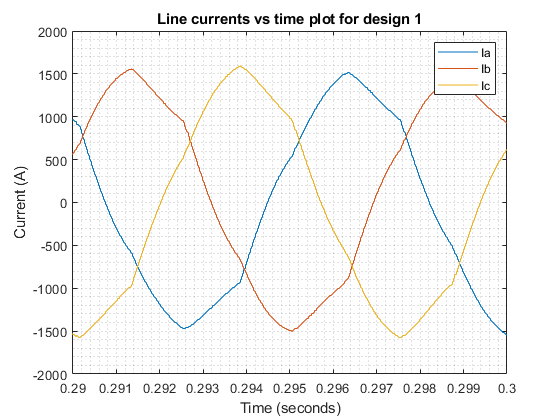 Line currents vs time plot for design 1
2000
1500
1000
500
0
-500
-1000
-1500
-2000
Current (A)
Ia
Ib
Ic
0.29 0.291 0.292 0.293 0.294 0.295 0.296 0.297 0.298 0.299 0.3
Time (seconds)